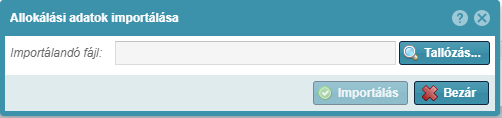 Allokálási adatok importálása
Importálandó fájl: Tallózás...
Importálás Bezár